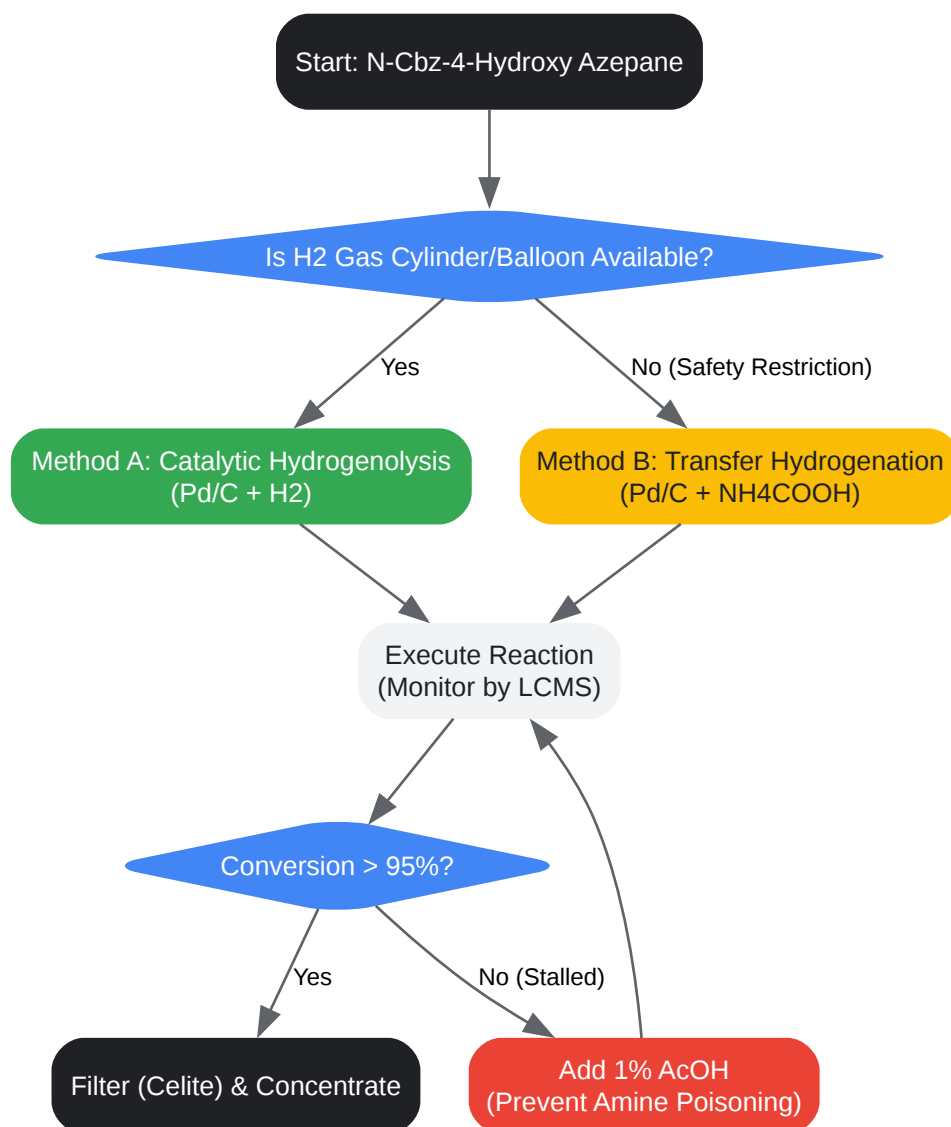 Start: N-Cbz-4-Hydroxy Azepane
Is H2 Gas Cylinder/Balloon Available?
Yes
No (Safety Restriction)
Method A: Catalytic Hydrogenolysis
(Pd/C + H2)
Method B: Transfer Hydrogenation
(Pd/C + NH4COOH)
Execute Reaction
(Monitor by LCMS)
Conversion > 95%?
Yes
No (Stalled)
Filter (Celite) & Concentrate
Add 1% AcOH
(Prevent Amine Poisoning)